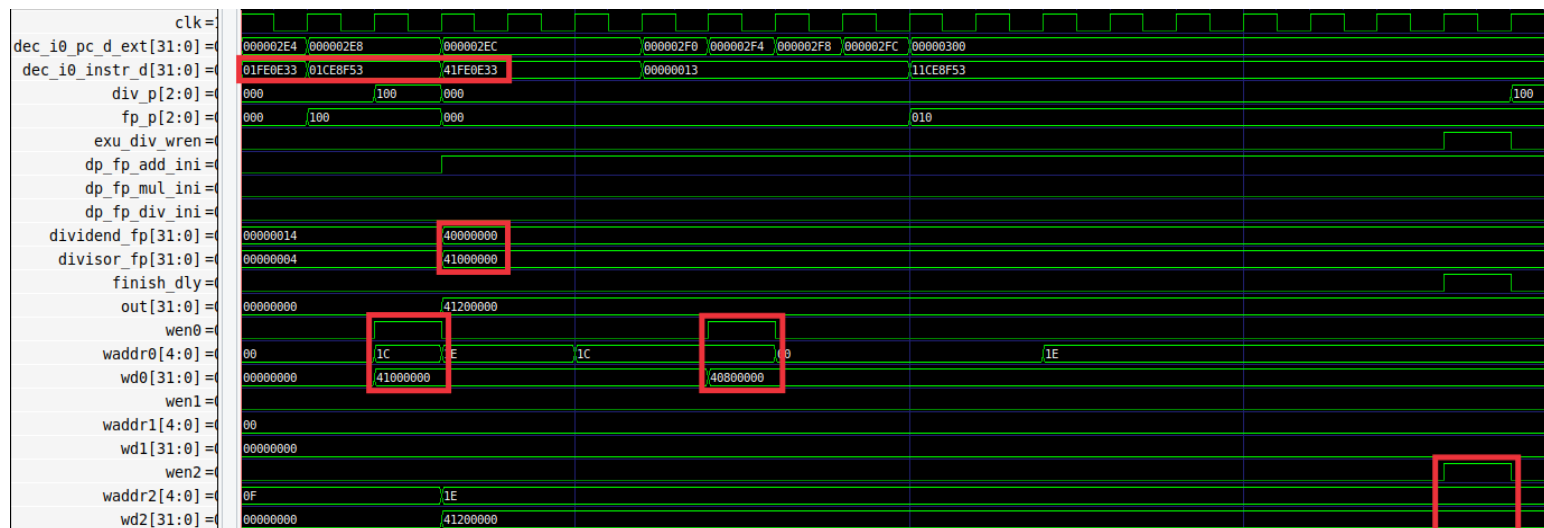 clk=
dec_i0_pc_d_ext[31:0] = 000002E4 000002E8 000002EC 000002F0 000002F4 000002F8 000002FC 00000300
dec_i0_instr_d[31:0] = 01FE0E33 01CE8F53 41FE0E33 00000013 11CE8F53
div_p[2:0] = 000 100 000 100
fp_p[2:0] = 000 100 000 010
exu_div_wren =
dp_fp_add_ini =
dp_fp_mul_ini =
dp_fp_div_ini =
dividend_fp[31:0] = 00000014 40000000
divisor_fp[31:0] = 00000004 41000000
finish_dly =
out[31:0] = 00000000 41200000
wen0 =
waddr0[4:0] = 00 1C 1E 1C 00 1E
wd0[31:0] = 00000000 41000000 40800000
wen1 =
waddr1[4:0] = 00
wd1[31:0] = 00000000
wen2 =
waddr2[4:0] = 0F 1E
wd2[31:0] = 00000000 41200000